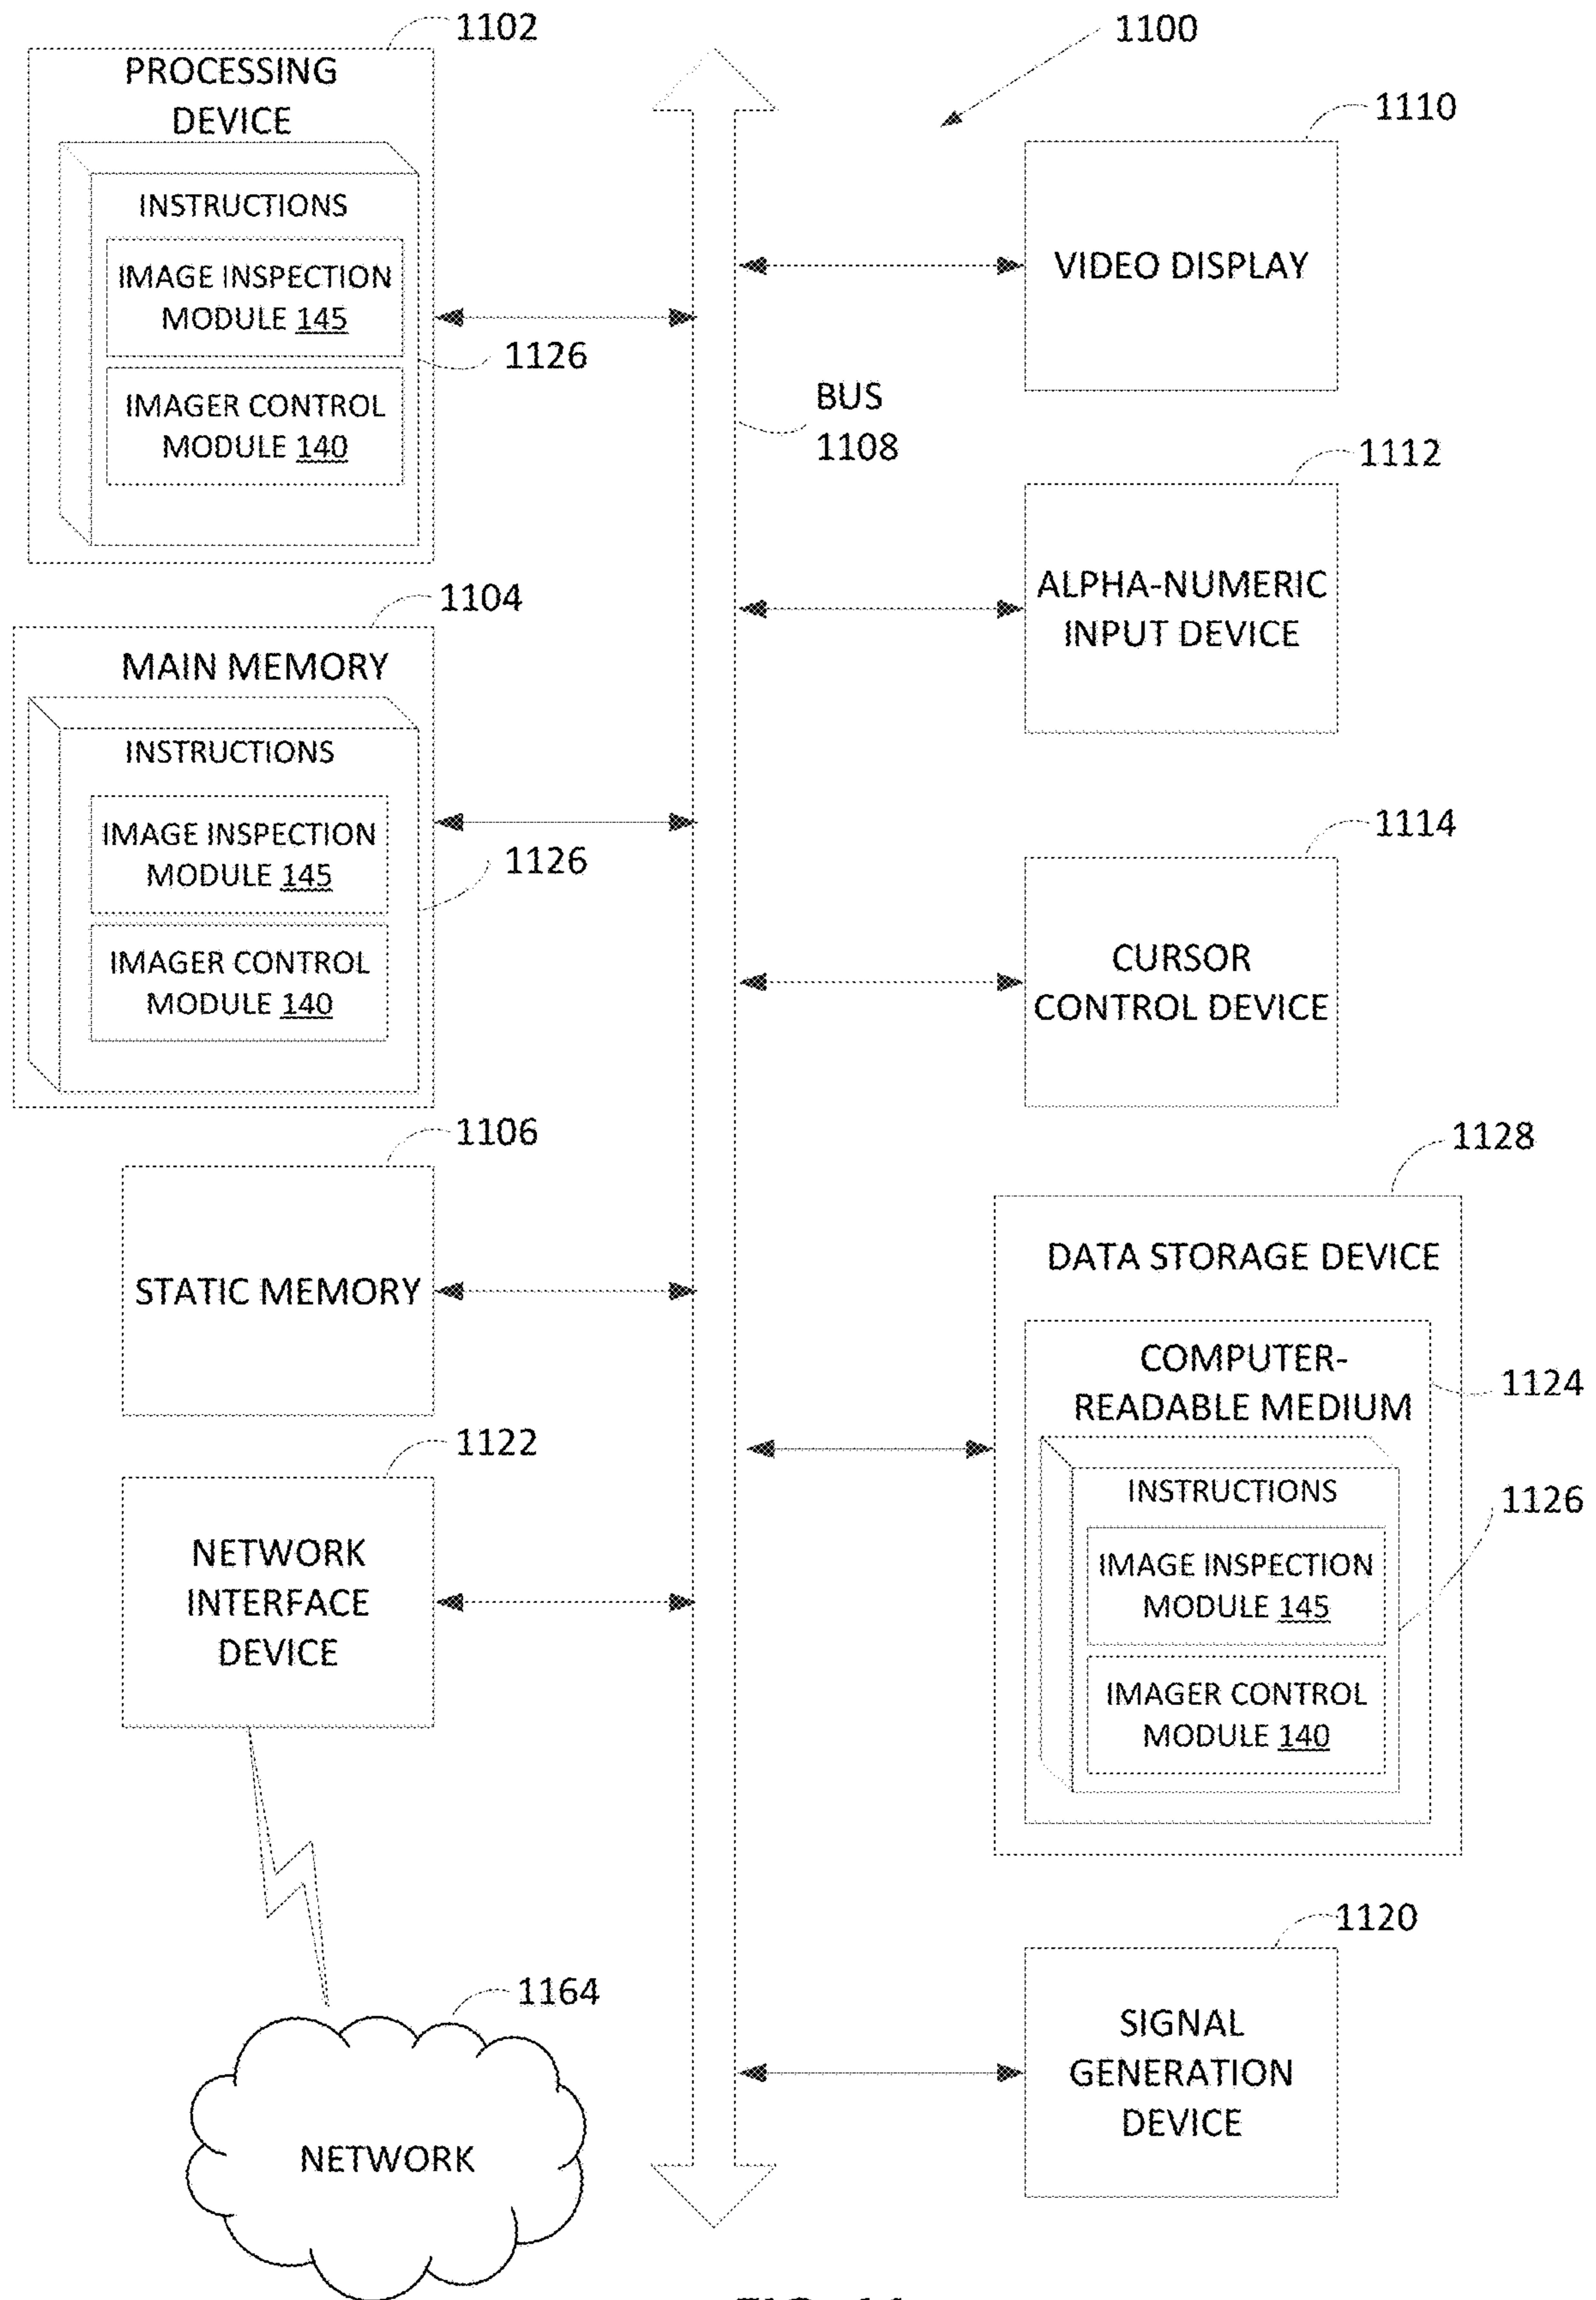 1102
PROCESSING
DEVICE
INSTRUCTIONS
IMAGE INSPECTION
MODULE 145
1126
IMAGER CONTROL
MODULE 140
1104
MAIN MEMORY
INSTRUCTIONS
IMAGE INSPECTION
MODULE 145
1126
IMAGER CONTROL
MODULE 140
1106
STATIC MEMORY
1122
NETWORK
INTERFACE
DEVICE
1164
NETWORK
BUS
1108
1100
1110
VIDEO DISPLAY
1112
ALPHA-NUMERIC
INPUT DEVICE
1114
CURSOR
CONTROL DEVICE
1128
DATA STORAGE DEVICE
COMPUTER-
READABLE MEDIUM
1124
INSTRUCTIONS
1126
IMAGE INSPECTION
MODULE 145
IMAGER CONTROL
MODULE 140
1120
SIGNAL
GENERATION
DEVICE